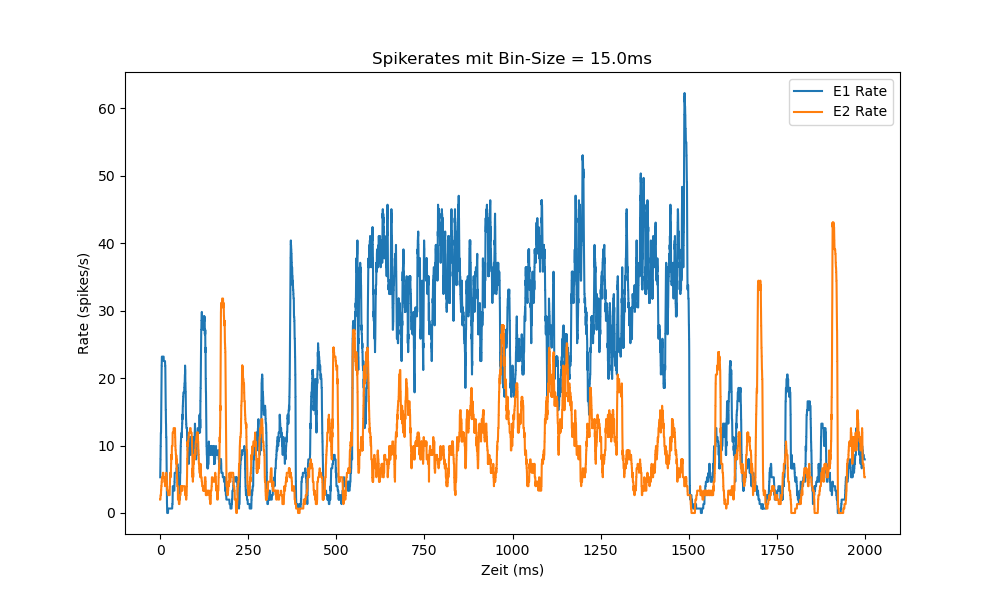 Spikerates mit Bin-Size = 15.0ms
E1 Rate
E2 Rate
60
50
40
30
20
10
0
Rate (spikes/s)
0 250 500 750 1000 1250 1500 1750 2000
Zeit (ms)